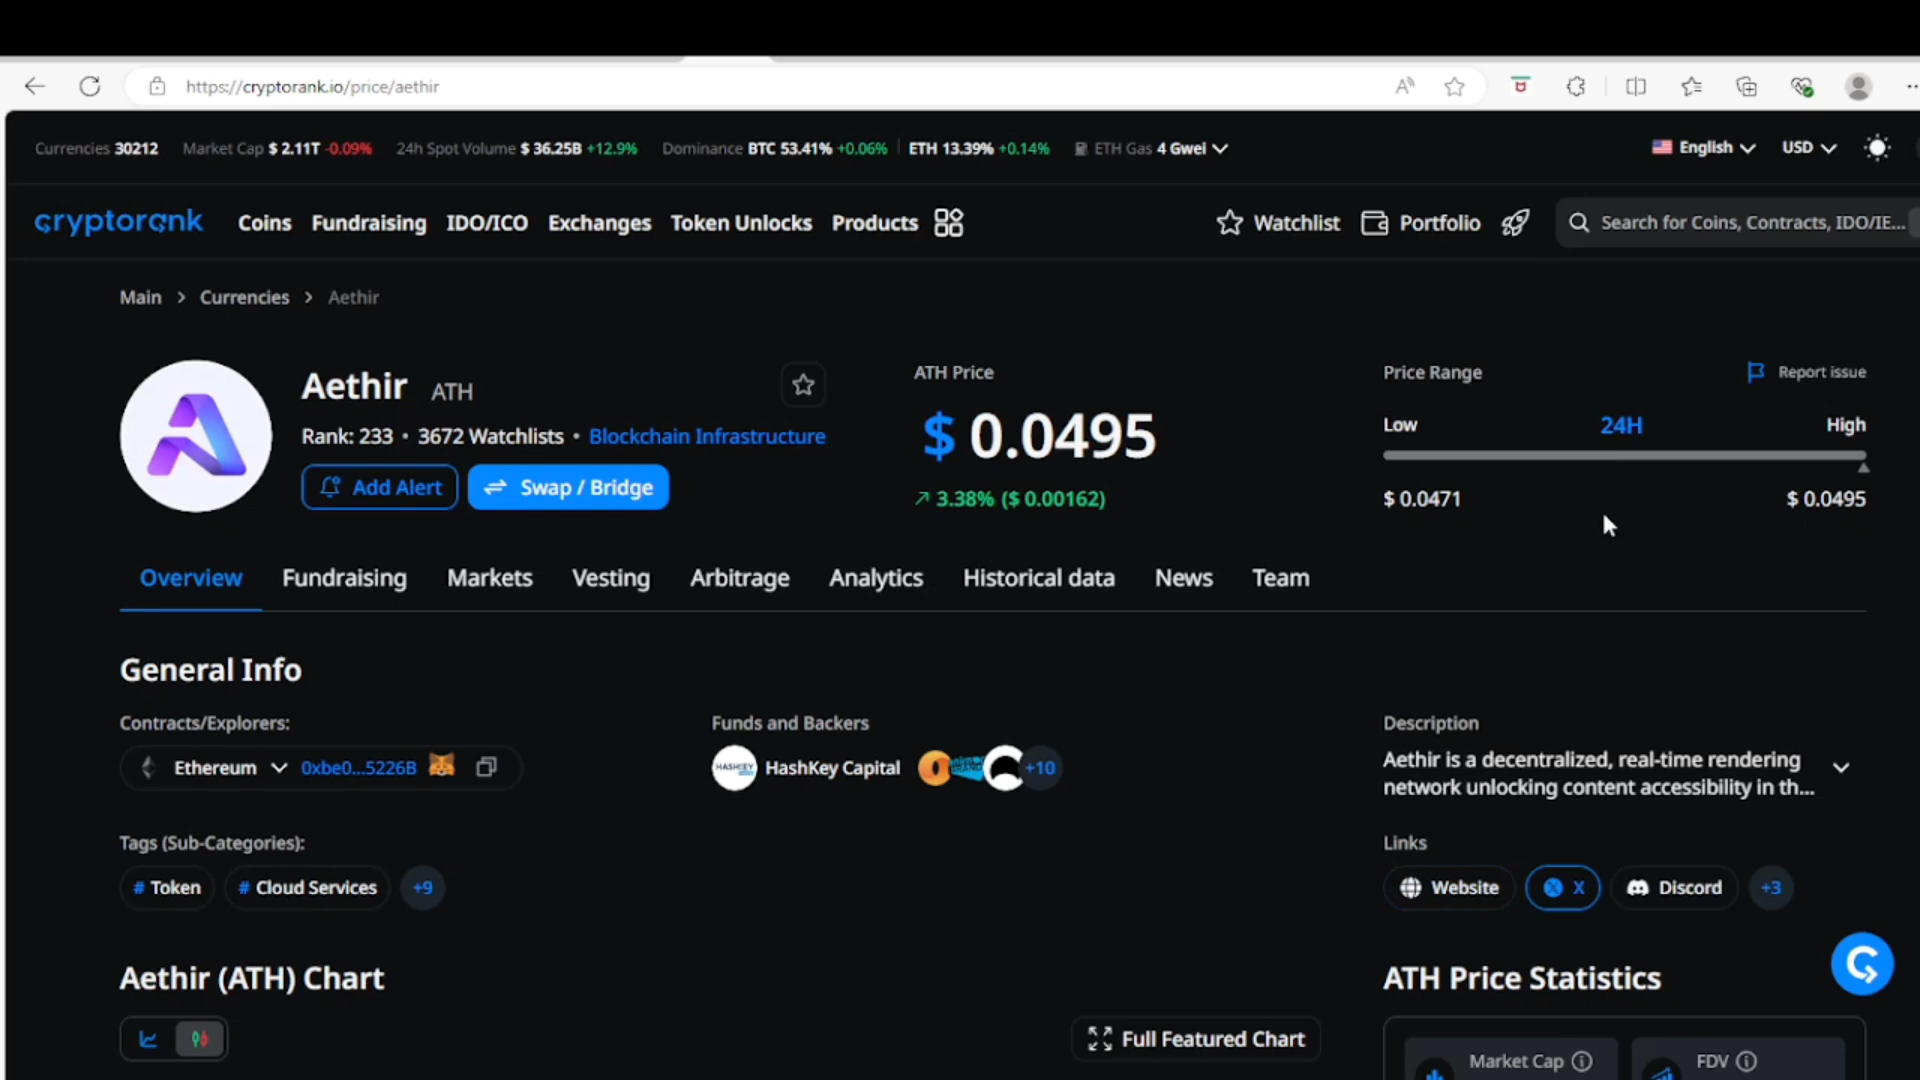 https://cryptorank.io/price/aethir
Currencies 30212 Market Cap $ 2.11T -0.09% 24h Spot Volume $ 36.25B +12.9% Dominance BTC 53.41% +0.06% ETH 13.39% +0.14% ETH Gas 4 Gwei English USD
cryptorank Coins Fundraising IDO/ICO Exchanges Token Unlocks Products Watchlist Portfolio Search for Coins, Contracts, IDO/IE...
Main > Currencies > Aethir
Aethir ATH
Rank: 233 • 3672 Watchlists • Blockchain Infrastructure
Add Alert Swap / Bridge
ATH Price
$ 0.0495
3.38% ($ 0.00162)
Price Range Report issue
Low 24H High
$ 0.0471 $ 0.0495
Overview Fundraising Markets Vesting Arbitrage Analytics Historical data News Team
General Info
Contracts/Explorers:
Ethereum 0xbe0...5226B
Funds and Backers
HASHKEY HashKey Capital +10
Description
Aethir is a decentralized, real-time rendering
network unlocking content accessibility in th...
Tags (Sub-Categories):
# Token # Cloud Services +9
Links
Website X Discord +3
Aethir (ATH) Chart
Full Featured Chart
ATH Price Statistics
Market Cap FDV